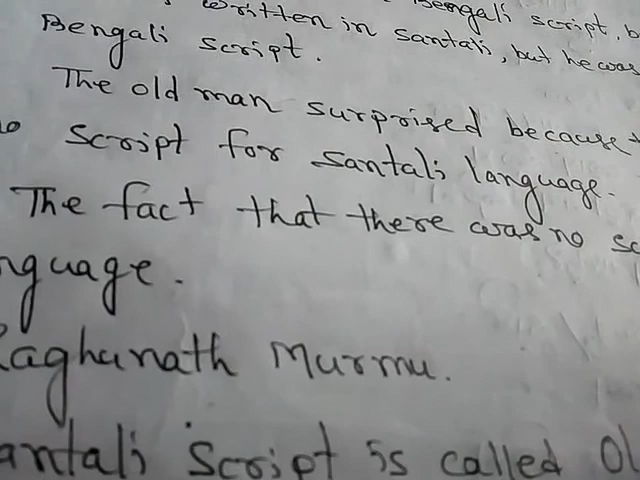 written in Bengali script, b
Bengali script. Santali, but he was
The old man surprised because
script for Santali language.
The fact that there was no sc
nguage.
Raghunath Murmu.
antali script is called Ol